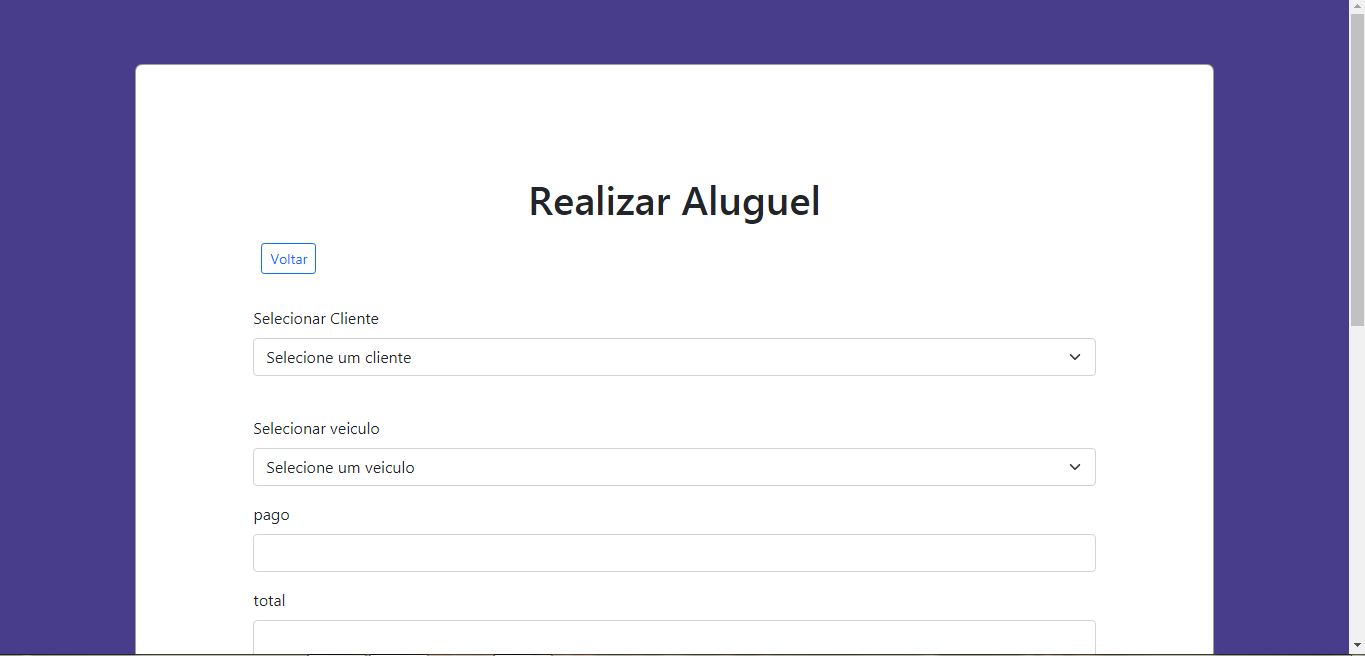 Realizar Aluguel
Voltar
Selecionar Cliente
Selecione um cliente
Selecionar veiculo
Selecione um veiculo
pago
total